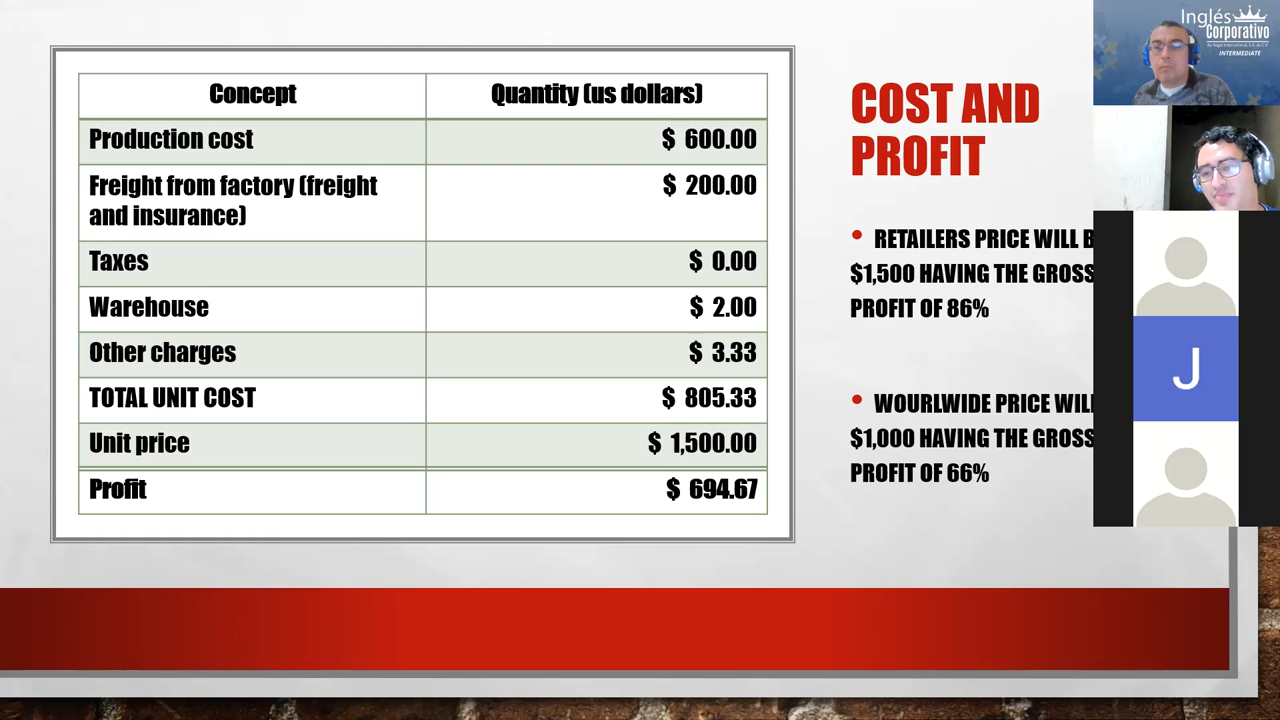 Concept Quantity (us dollars)
Production cost $ 600.00
Freight from factory (freight and insurance) $ 200.00
Taxes $ 0.00
Warehouse $ 2.00
Other charges $ 3.33
TOTAL UNIT COST $ 805.33
Unit price $ 1,500.00
Profit $ 694.67
COST AND
PROFIT
• RETAILERS PRICE WILL B
$1,500 HAVING THE GROSS
PROFIT OF 86%
• WOURLWIDE PRICE WILL
$1,000 HAVING THE GROSS
PROFIT OF 66%
Inglés
Corporativo
INTERMEDIATE
J